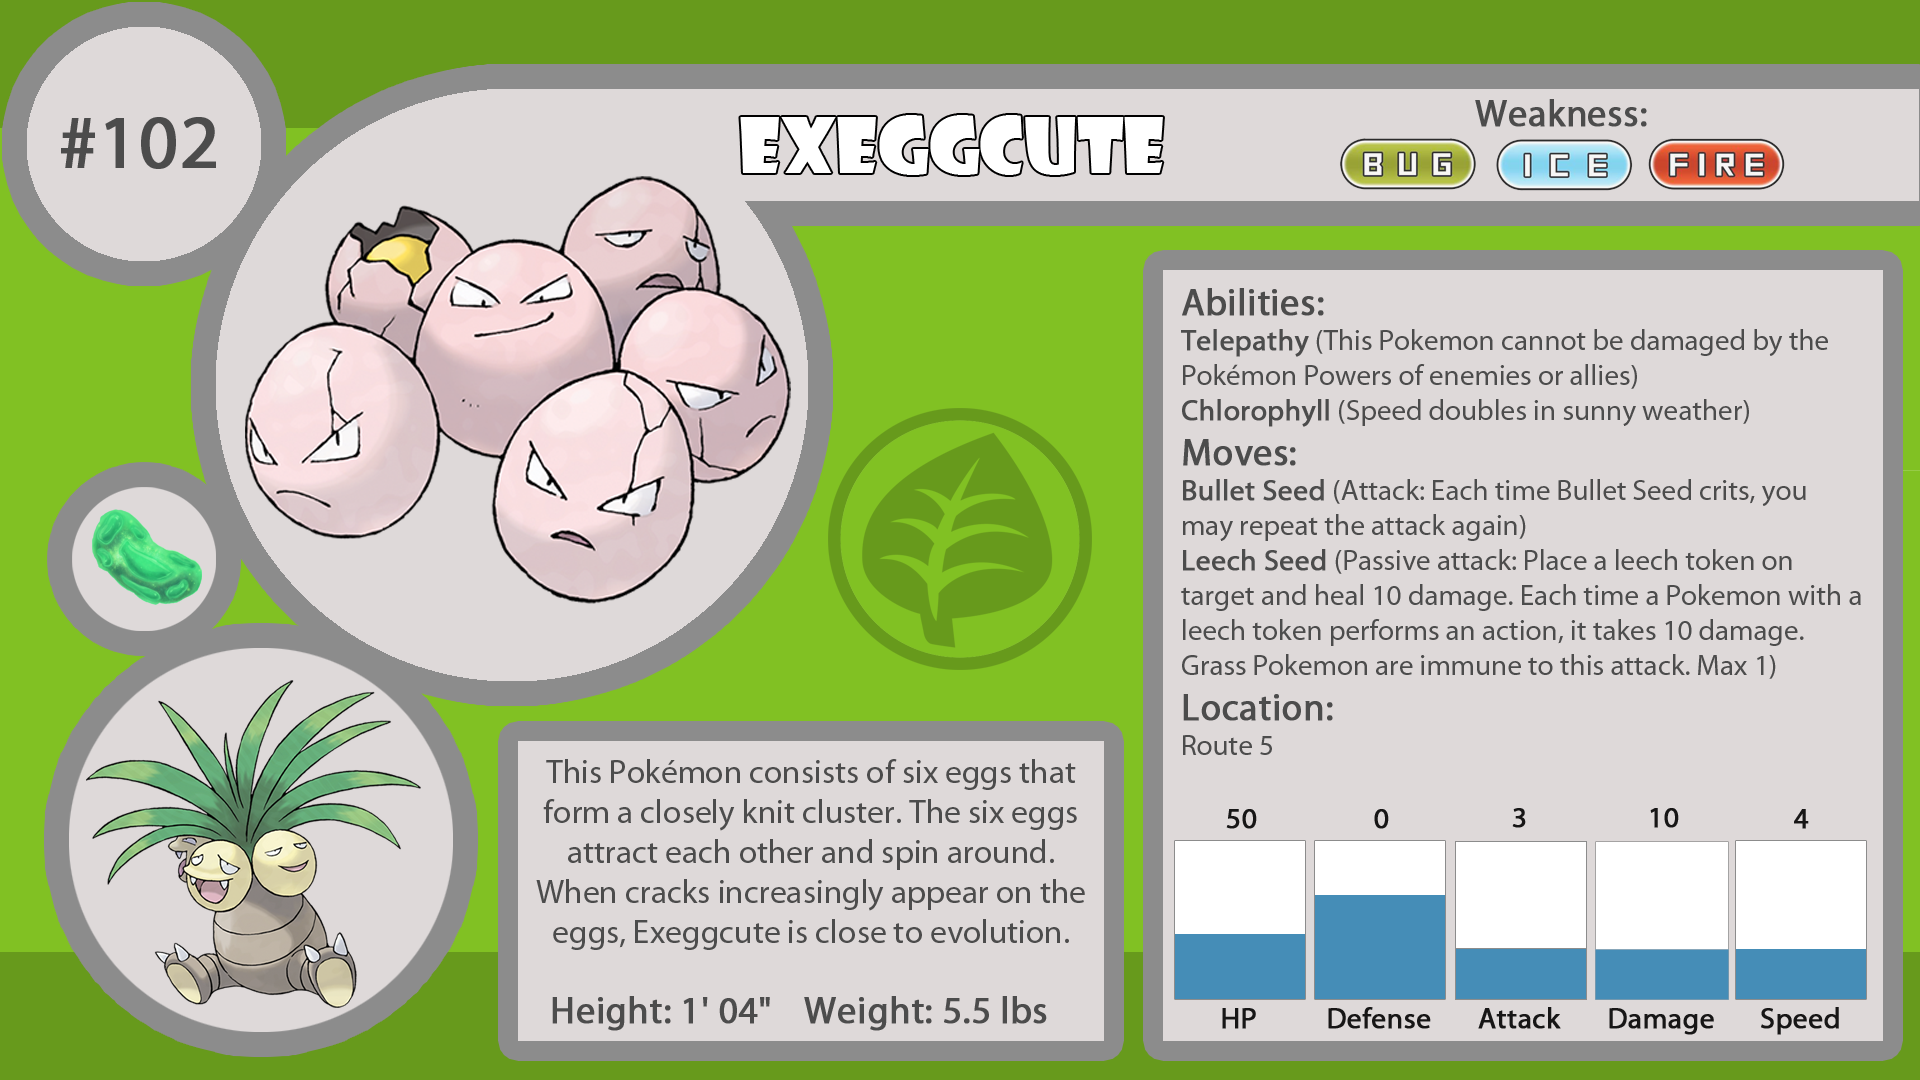 #102
EXEGGCUTE
Weakness:
BUG ICE FIRE
Abilities:
Telepathy (This Pokemon cannot be damaged by the
Pokémon Powers of enemies or allies)
Chlorophyll (Speed doubles in sunny weather)
Moves:
Bullet Seed (Attack: Each time Bullet Seed crits, you
may repeat the attack again)
Leech Seed (Passive attack: Place a leech token on
target and heal 10 damage. Each time a Pokemon with a
leech token performs an action, it takes 10 damage.
Grass Pokemon are immune to this attack. Max 1)
Location:
Route 5
50 0 3 10 4
HP Defense Attack Damage Speed
This Pokémon consists of six eggs that
form a closely knit cluster. The six eggs
attract each other and spin around.
When cracks increasingly appear on the
eggs, Exeggcute is close to evolution.
Height: 1' 04" Weight: 5.5 lbs